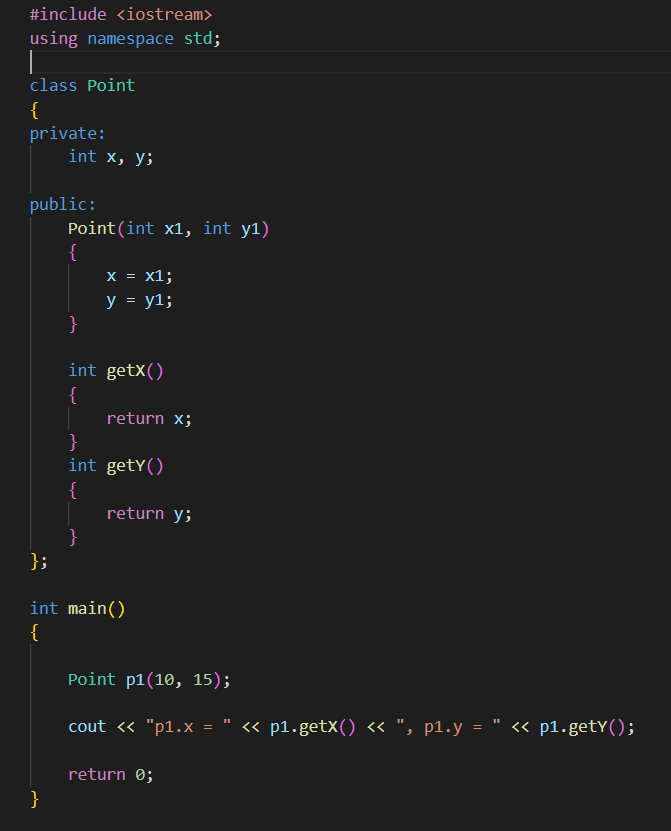 #include <iostream>
using namespace std;
class Point
{
private:
    int x, y;
public:
    Point(int x1, int y1)
    {
        x = x1;
        y = y1;
    }
    int getX()
    {
        return x;
    }
    int getY()
    {
        return y;
    }
};
int main()
{
    Point p1(10, 15);
    cout << "p1.x = " << p1.getX() << ", p1.y = " << p1.getY();
    return 0;
}